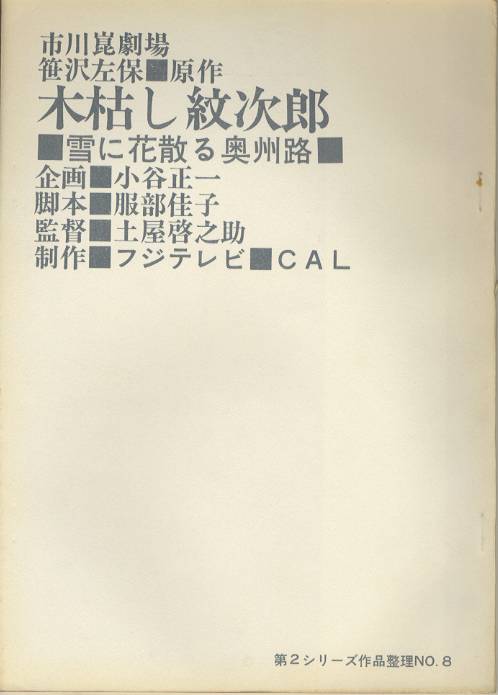 市川崑劇場
笹沢左保■原作
木枯し紋次郎
■雪に花散る奥州路■
企画■小谷正一
脚本■服部佳子
監督■土屋啓之助
制作■フジテレビ■CAL
第2シリーズ作品整理NO.8